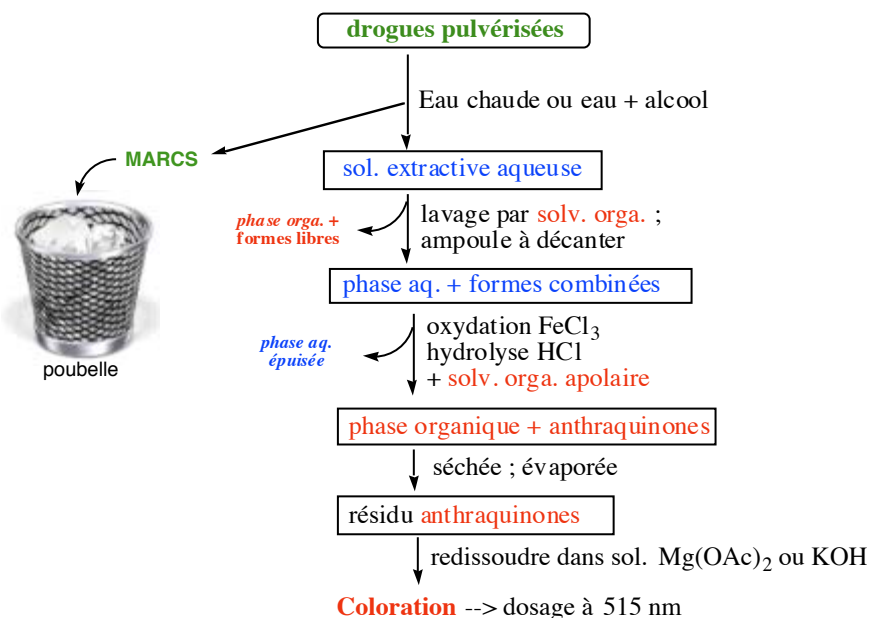 drogues pulvérisées
Eau chaude ou eau + alcool
MARCS
sol. extractive aqueuse
phase orga. +
formes libres
lavage par solv. orga. ;
ampoule à décanter
phase aq. + formes combinées
phase aq.
épuisée
oxydation FeCl3
hydrolyse HCl
+ solv. orga. apolaire
poubelle
phase organique + anthraquinones
séchée ; évaporée
résidu anthraquinones
redissoudre dans sol. Mg(OAc)2 ou KOH
Coloration --> dosage à 515 nm